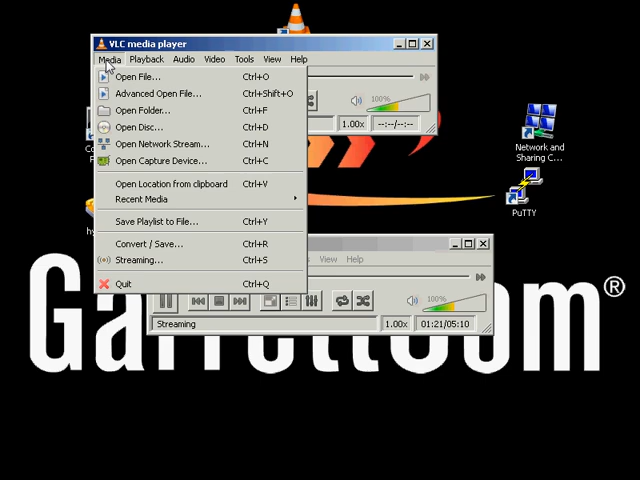 VLC media player
Media Playback Audio Video Tools View Help
Open File... Ctrl+O
Advanced Open File... Ctrl+Shift+O
Open Folder... Ctrl+F
Open Disc... Ctrl+D
Open Network Stream... Ctrl+N
Open Capture Device... Ctrl+C
Open Location from clipboard Ctrl+V
Recent Media
Save Playlist to File... Ctrl+Y
Convert / Save... Ctrl+R
Streaming... Ctrl+S
Quit Ctrl+Q
100%
1.00x --:--/--:--
Network and
Sharing C...
PuTTY
View Help
100%
Streaming 1.00x 01:21/05:10
GarrettCom®